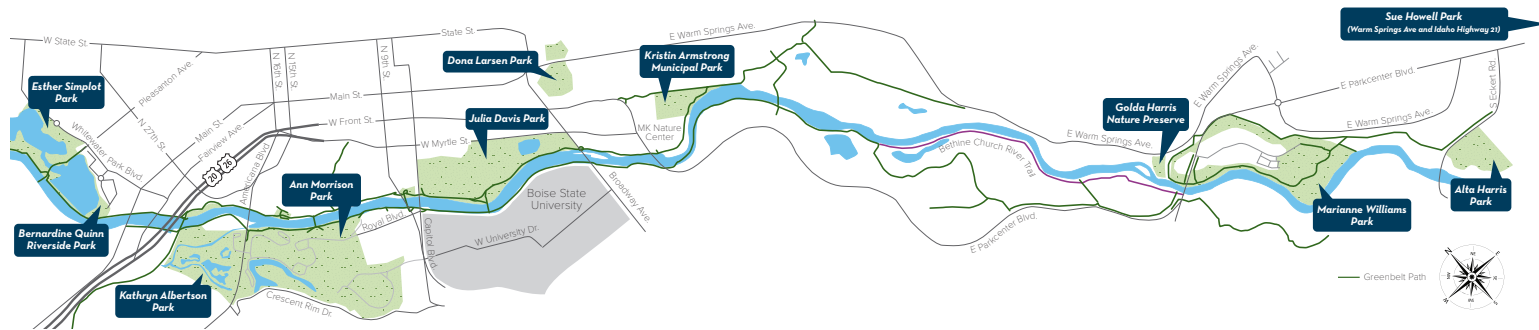 Sue Howell Park
(Warm Springs Ave and Idaho Highway 21)
W State St.
State St.
E Warm Springs Ave.
Dona Larsen Park
Kristin Armstrong
Municipal Park
Esther Simplot
Park
Pleasanton Ave.
N 16th St.
N 15th St.
N 9th St.
Main St.
Whitewater Park Blvd.
N 27th St.
Main St.
Fairview Ave.
W Front St.
Julia Davis Park
W Myrtle St.
MK Nature
Center
20
26
Americana Blvd.
Ann Morrison
Park
Royal Blvd.
Capitol Blvd.
Boise State
University
Broadway Ave.
W University Dr.
Bernardine Quinn
Riverside Park
Kathryn Albertson
Park
Crescent Rim Dr.
Bethine Church River Trail
E Warm Springs Ave.
E Parkcenter Blvd.
Golda Harris
Nature Preserve
E Warm Springs Ave.
E Parkcenter Blvd.
E Warm Springs Ave.
S Eckert Rd.
Marianne Williams
Park
Alta Harris
Park
Greenbelt Path
N
NE
E
SE
S
SW
W
NW